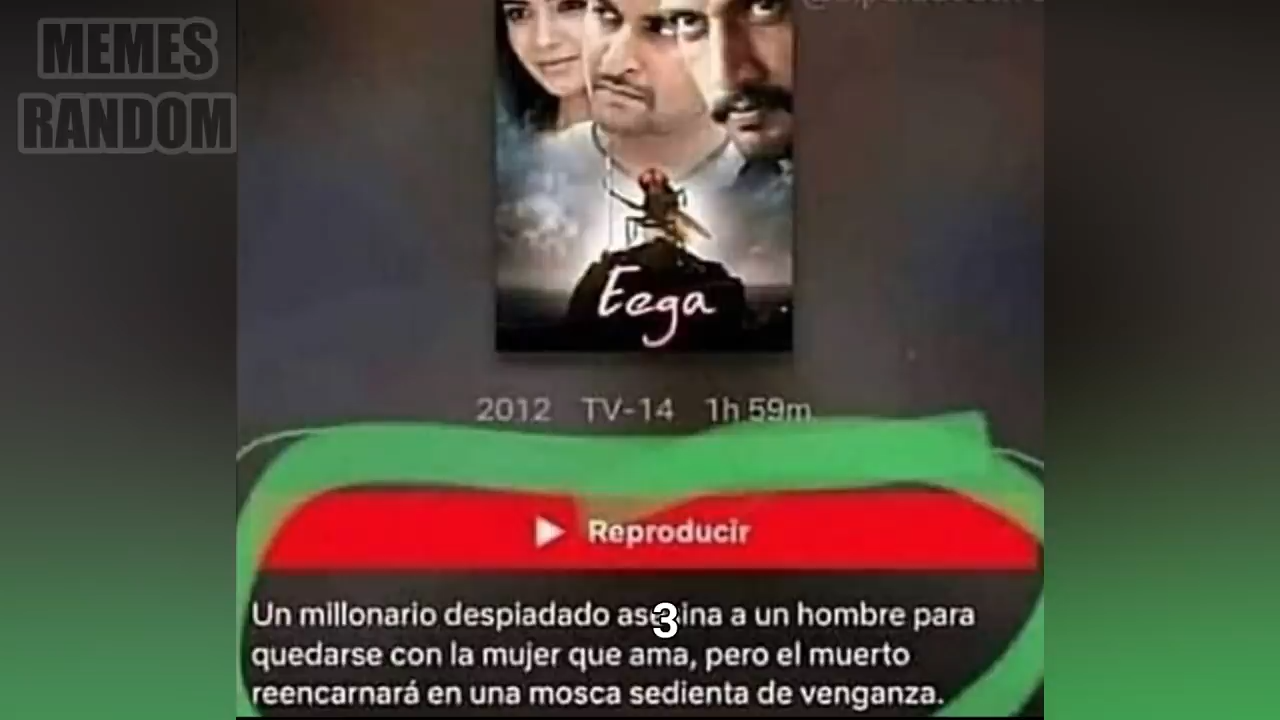 MEMES
RANDOM
Eega
2012 TV-14 1h 59m
Reproducir
Un millonario despiadado asesina a un hombre para
3
quedarse con la mujer que ama, pero el muerto
reencarnará en una mosca sedienta de venganza.